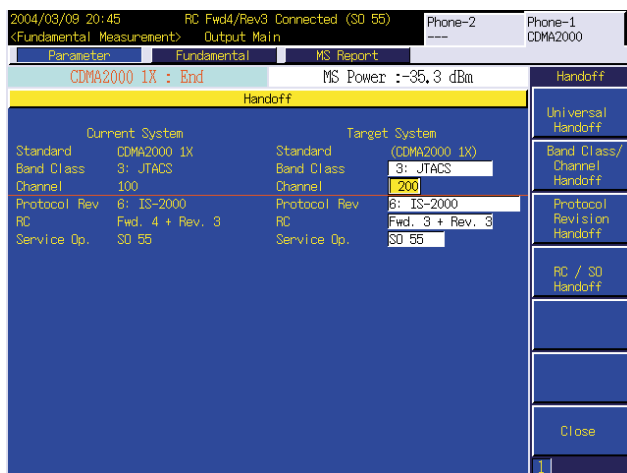 2004/03/09 20:45 RC Fwd4/Rev3 Connected (SO 55)
<Fundamental Measurement> Output Main
Phone-2
---
Phone-1
CDMA2000
Parameter Fundamental MS Report
CDMA2000 1X : End MS Power :-35.3 dBm
Handoff
Handoff
Current System Target System
Standard CDMA2000 1X Standard (CDMA2000 1X)
Band Class 3: JTACS Band Class 3: JTACS
Channel 100 Channel 200
Protocol Rev 6: IS-2000 Protocol Rev 6: IS-2000
RC Fwd. 4 + Rev. 3 RC Fwd. 3 + Rev. 3
Service Op. SO 55 Service Op. SO 55
Universal
Handoff
Band Class/
Channel
Handoff
Protocol
Revision
Handoff
RC / SO
Handoff
Close
1